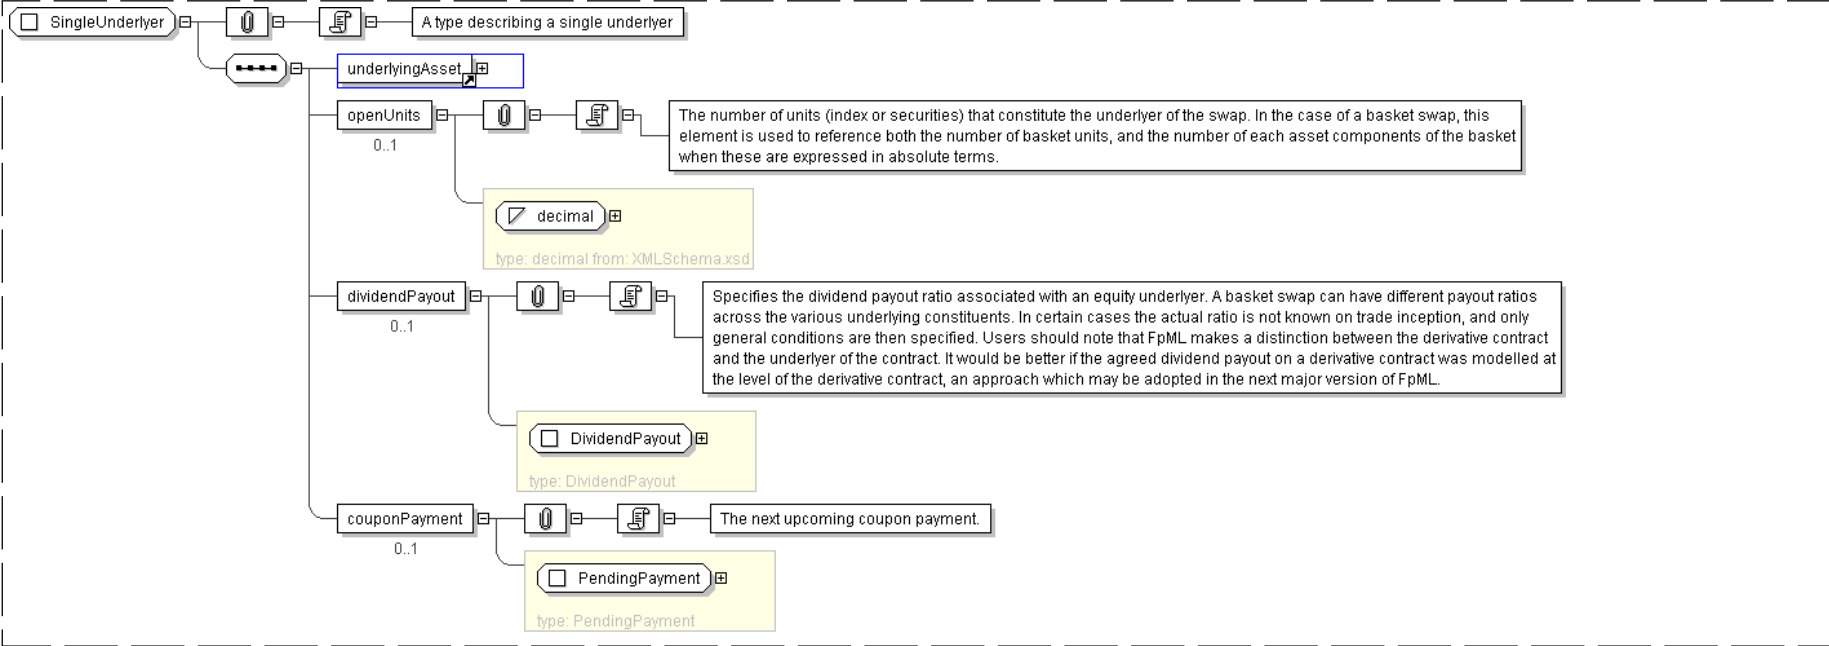 SingleUnderlyer
A type describing a single underlyer
underlyingAsset
openUnits
0..1
The number of units (index or securities) that constitute the underlyer of the swap. In the case of a basket swap, this
element is used to reference both the number of basket units, and the number of each asset components of the basket
when these are expressed in absolute terms.
decimal
type: decimal from: XMLSchema.xsd
dividendPayout
0..1
Specifies the dividend payout ratio associated with an equity underlyer. A basket swap can have different payout ratios
across the various underlying constituents. In certain cases the actual ratio is not known on trade inception, and only
general conditions are then specified. Users should note that FpML makes a distinction between the derivative contract
and the underlyer of the contract. It would be better if the agreed dividend payout on a derivative contract was modelled at
the level of the derivative contract, an approach which may be adopted in the next major version of FpML.
DividendPayout
type: DividendPayout
couponPayment
0..1
The next upcoming coupon payment.
PendingPayment
type: PendingPayment